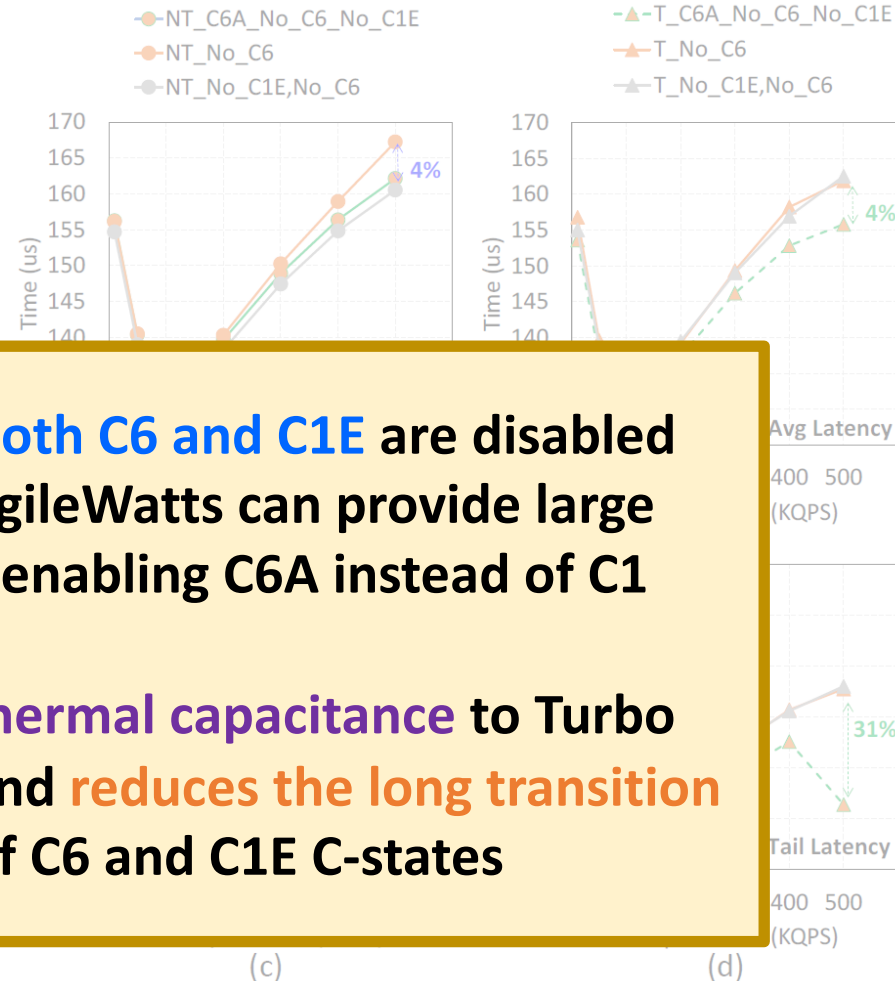 NT_C6A_No_C6_No_C1E
NT_No_C6
NT_No_C1E,No_C6
T_C6A_No_C6_No_C1E
T_No_C6
T_No_C1E,No_C6
170
165
160
155
150
145
140
Time (us)
4%
170
165
160
155
150
145
140
Time (us)
4%
oth C6 and C1E are disabled
gileWatts can provide large
enabling C6A instead of C1
hermal capacitance to Turbo
nd reduces the long transition
f C6 and C1E C-states
Avg Latency
400 500
(KQPS)
31%
Tail Latency
400 500
(KQPS)
(c)
(d)